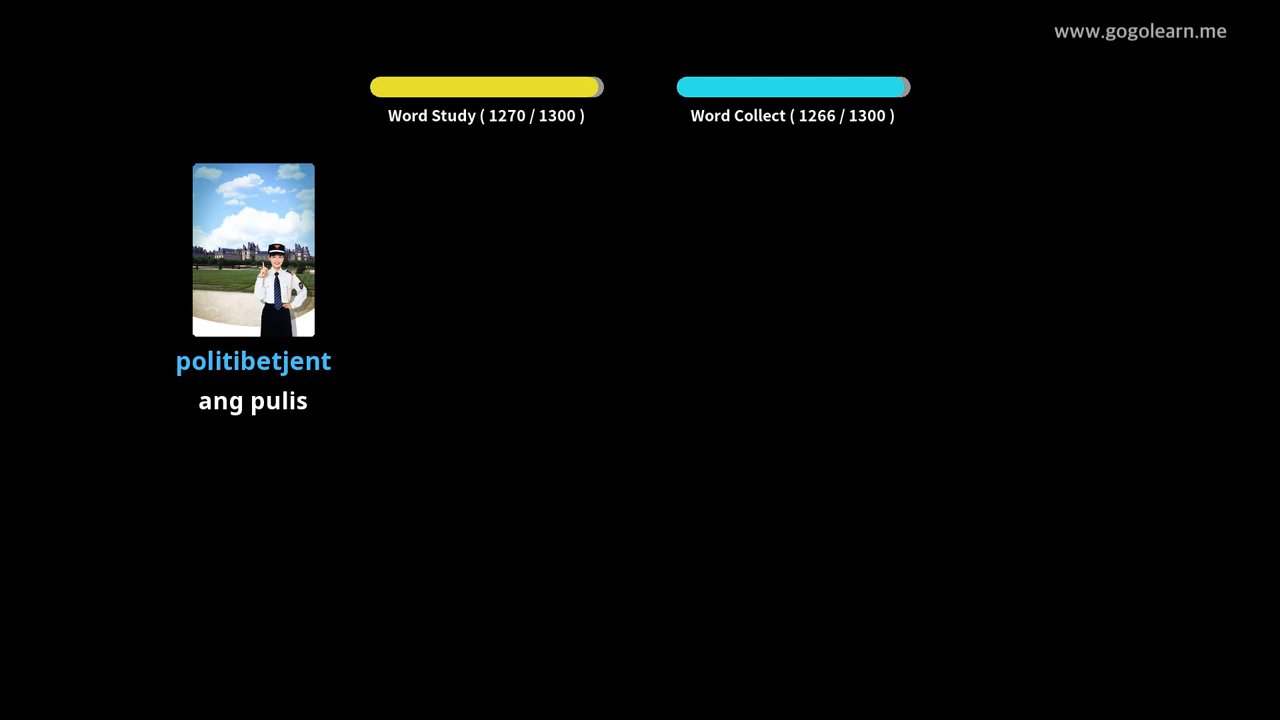 www.gogolearn.me
Word Study ( 1270 / 1300 )
Word Collect ( 1266 / 1300 )
politibetjent
ang pulis